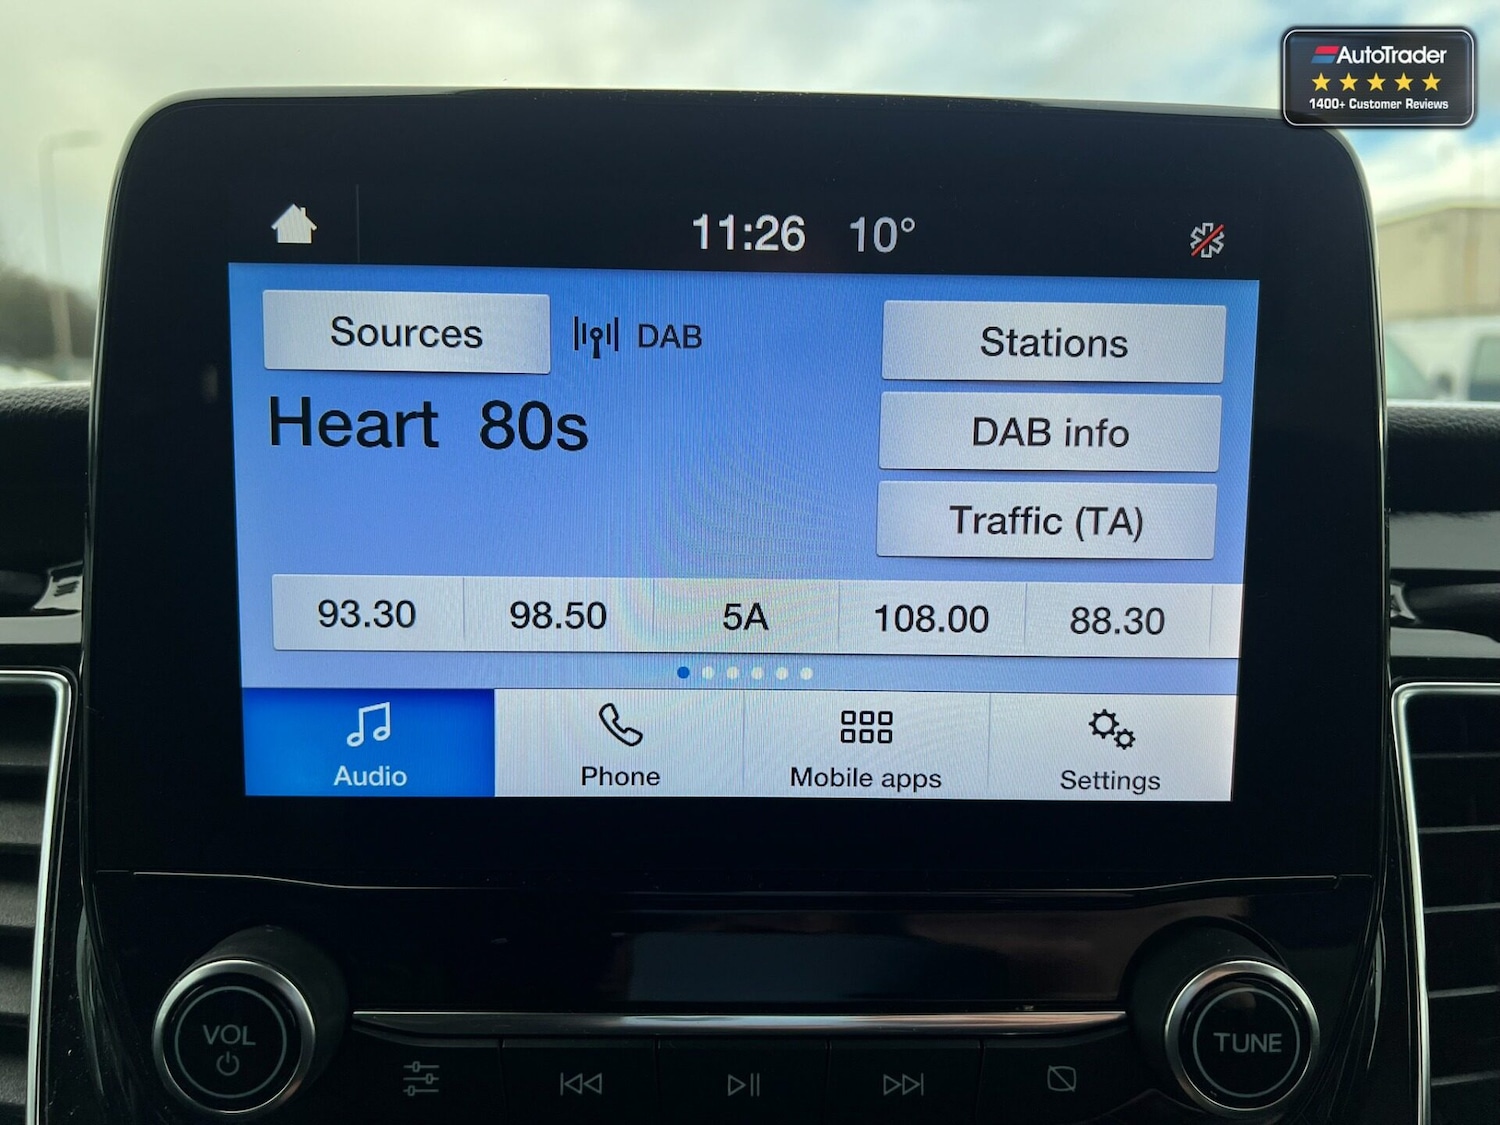 AutoTrader
1400+ Customer Reviews
11:26 10°
Sources DAB Stations
Heart 80s DAB info
Traffic (TA)
93.30 98.50 5A 108.00 88.30
Audio Phone Mobile apps Settings
VOL TUNE